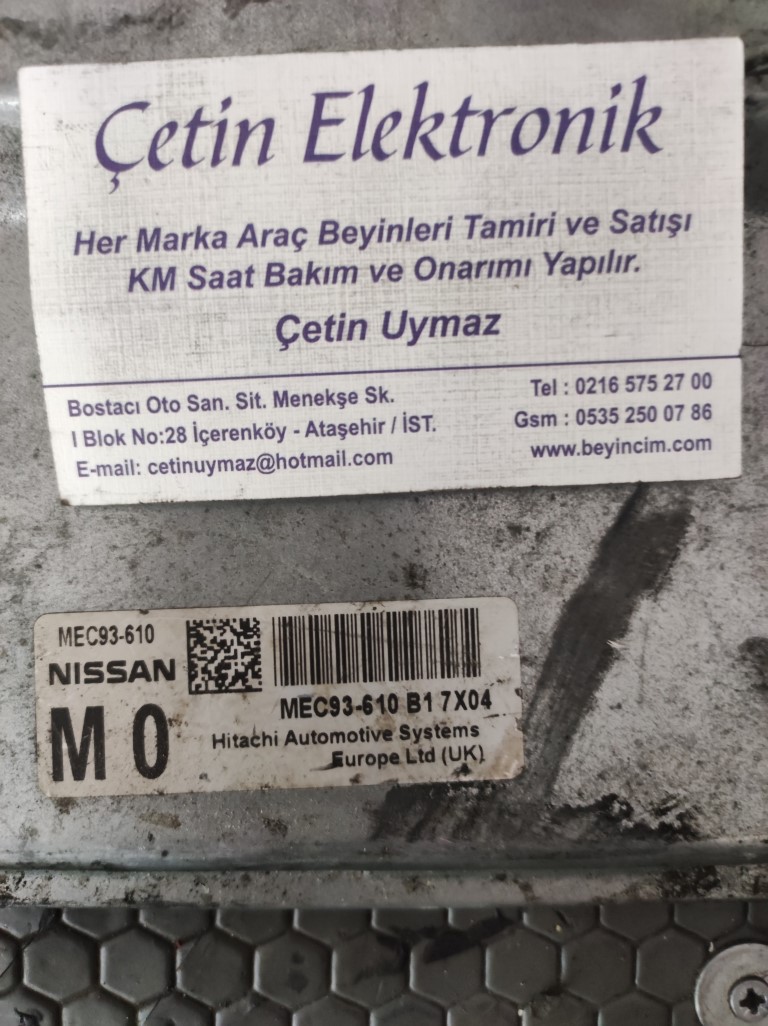 Çetin Elektronik
Her Marka Araç Beyinleri Tamiri ve Satışı
KM Saat Bakım ve Onarımı Yapılır.
Çetin Uymaz
Bostacı Oto San. Sit. Menekşe Sk.
I Blok No:28 İçerenköy - Ataşehir / İST.
E-mail: cetinuymaz@hotmail.com
Tel : 0216 575 27 00
Gsm : 0535 250 07 86
www.beyincim.com
MEC93-610
NISSAN
M 0
MEC93-610 B1 7X04
Hitachi Automotive Systems
Europe Ltd (UK)